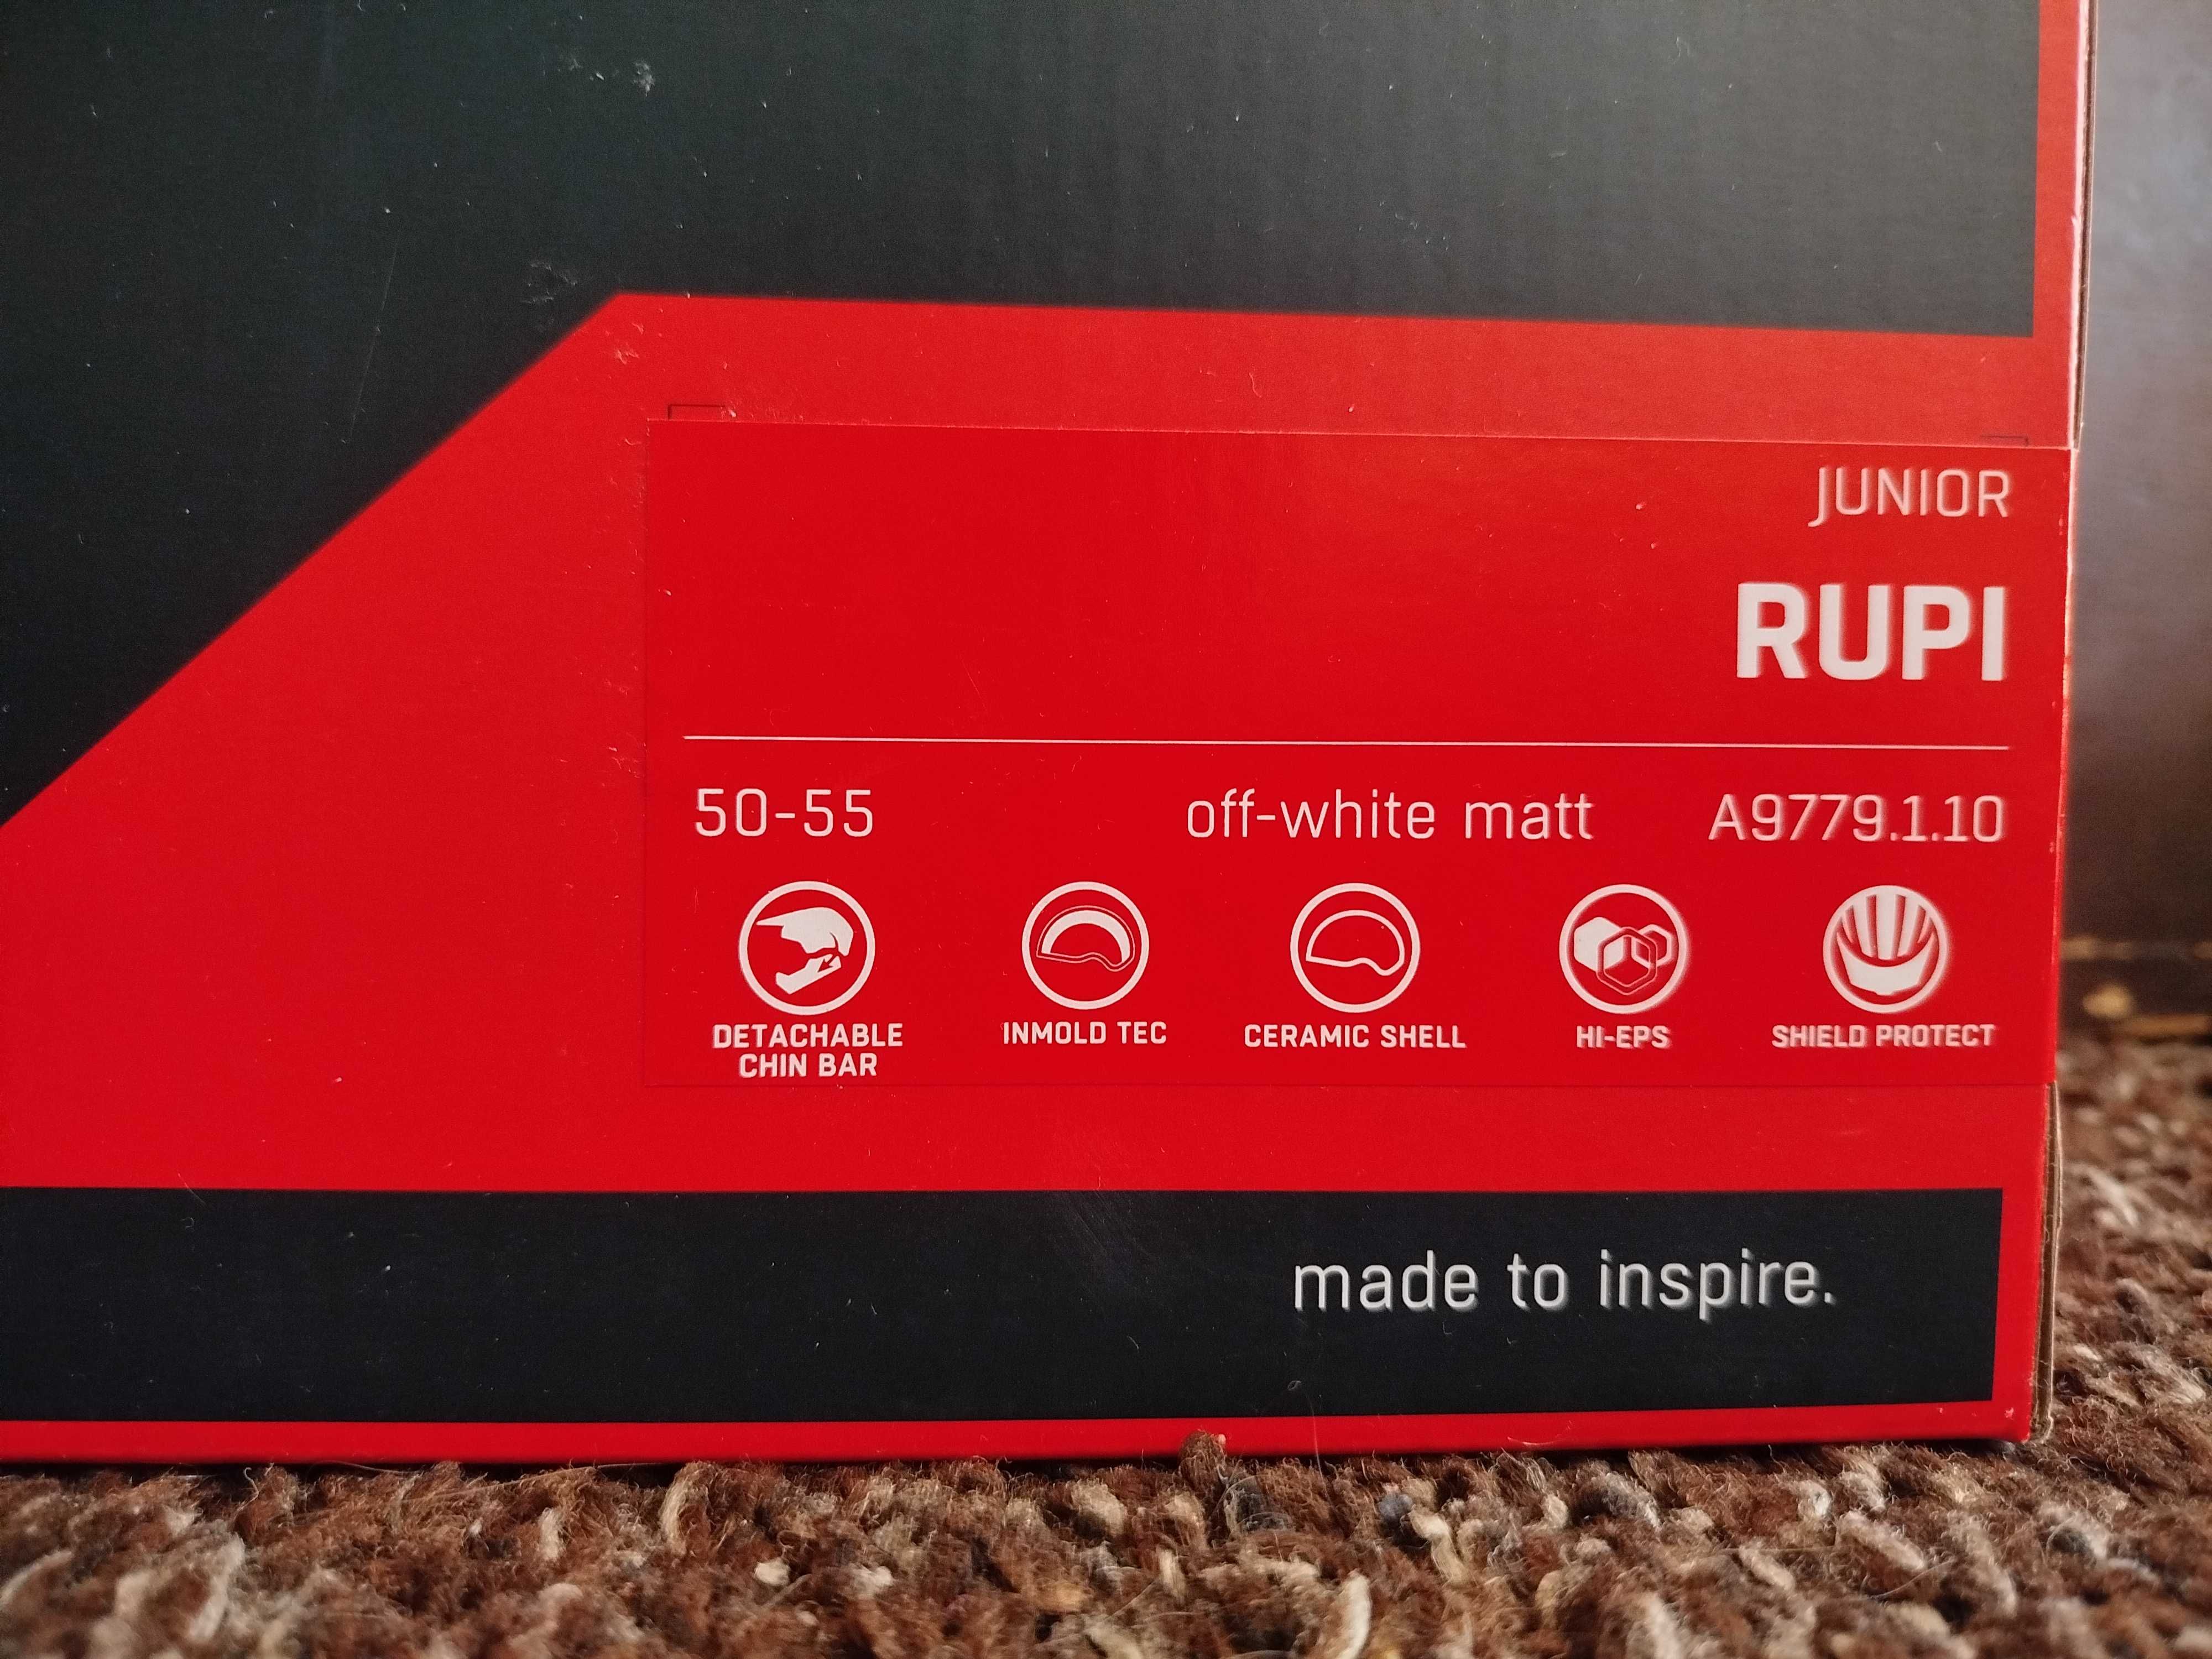 JUNIOR
RUPI
50-55 off-white matt A9779.1.10
DETACHABLE
CHIN BAR
INMOLD TEC
CERAMIC SHELL
HI-EPS
SHIELD PROTECT
made to inspire.